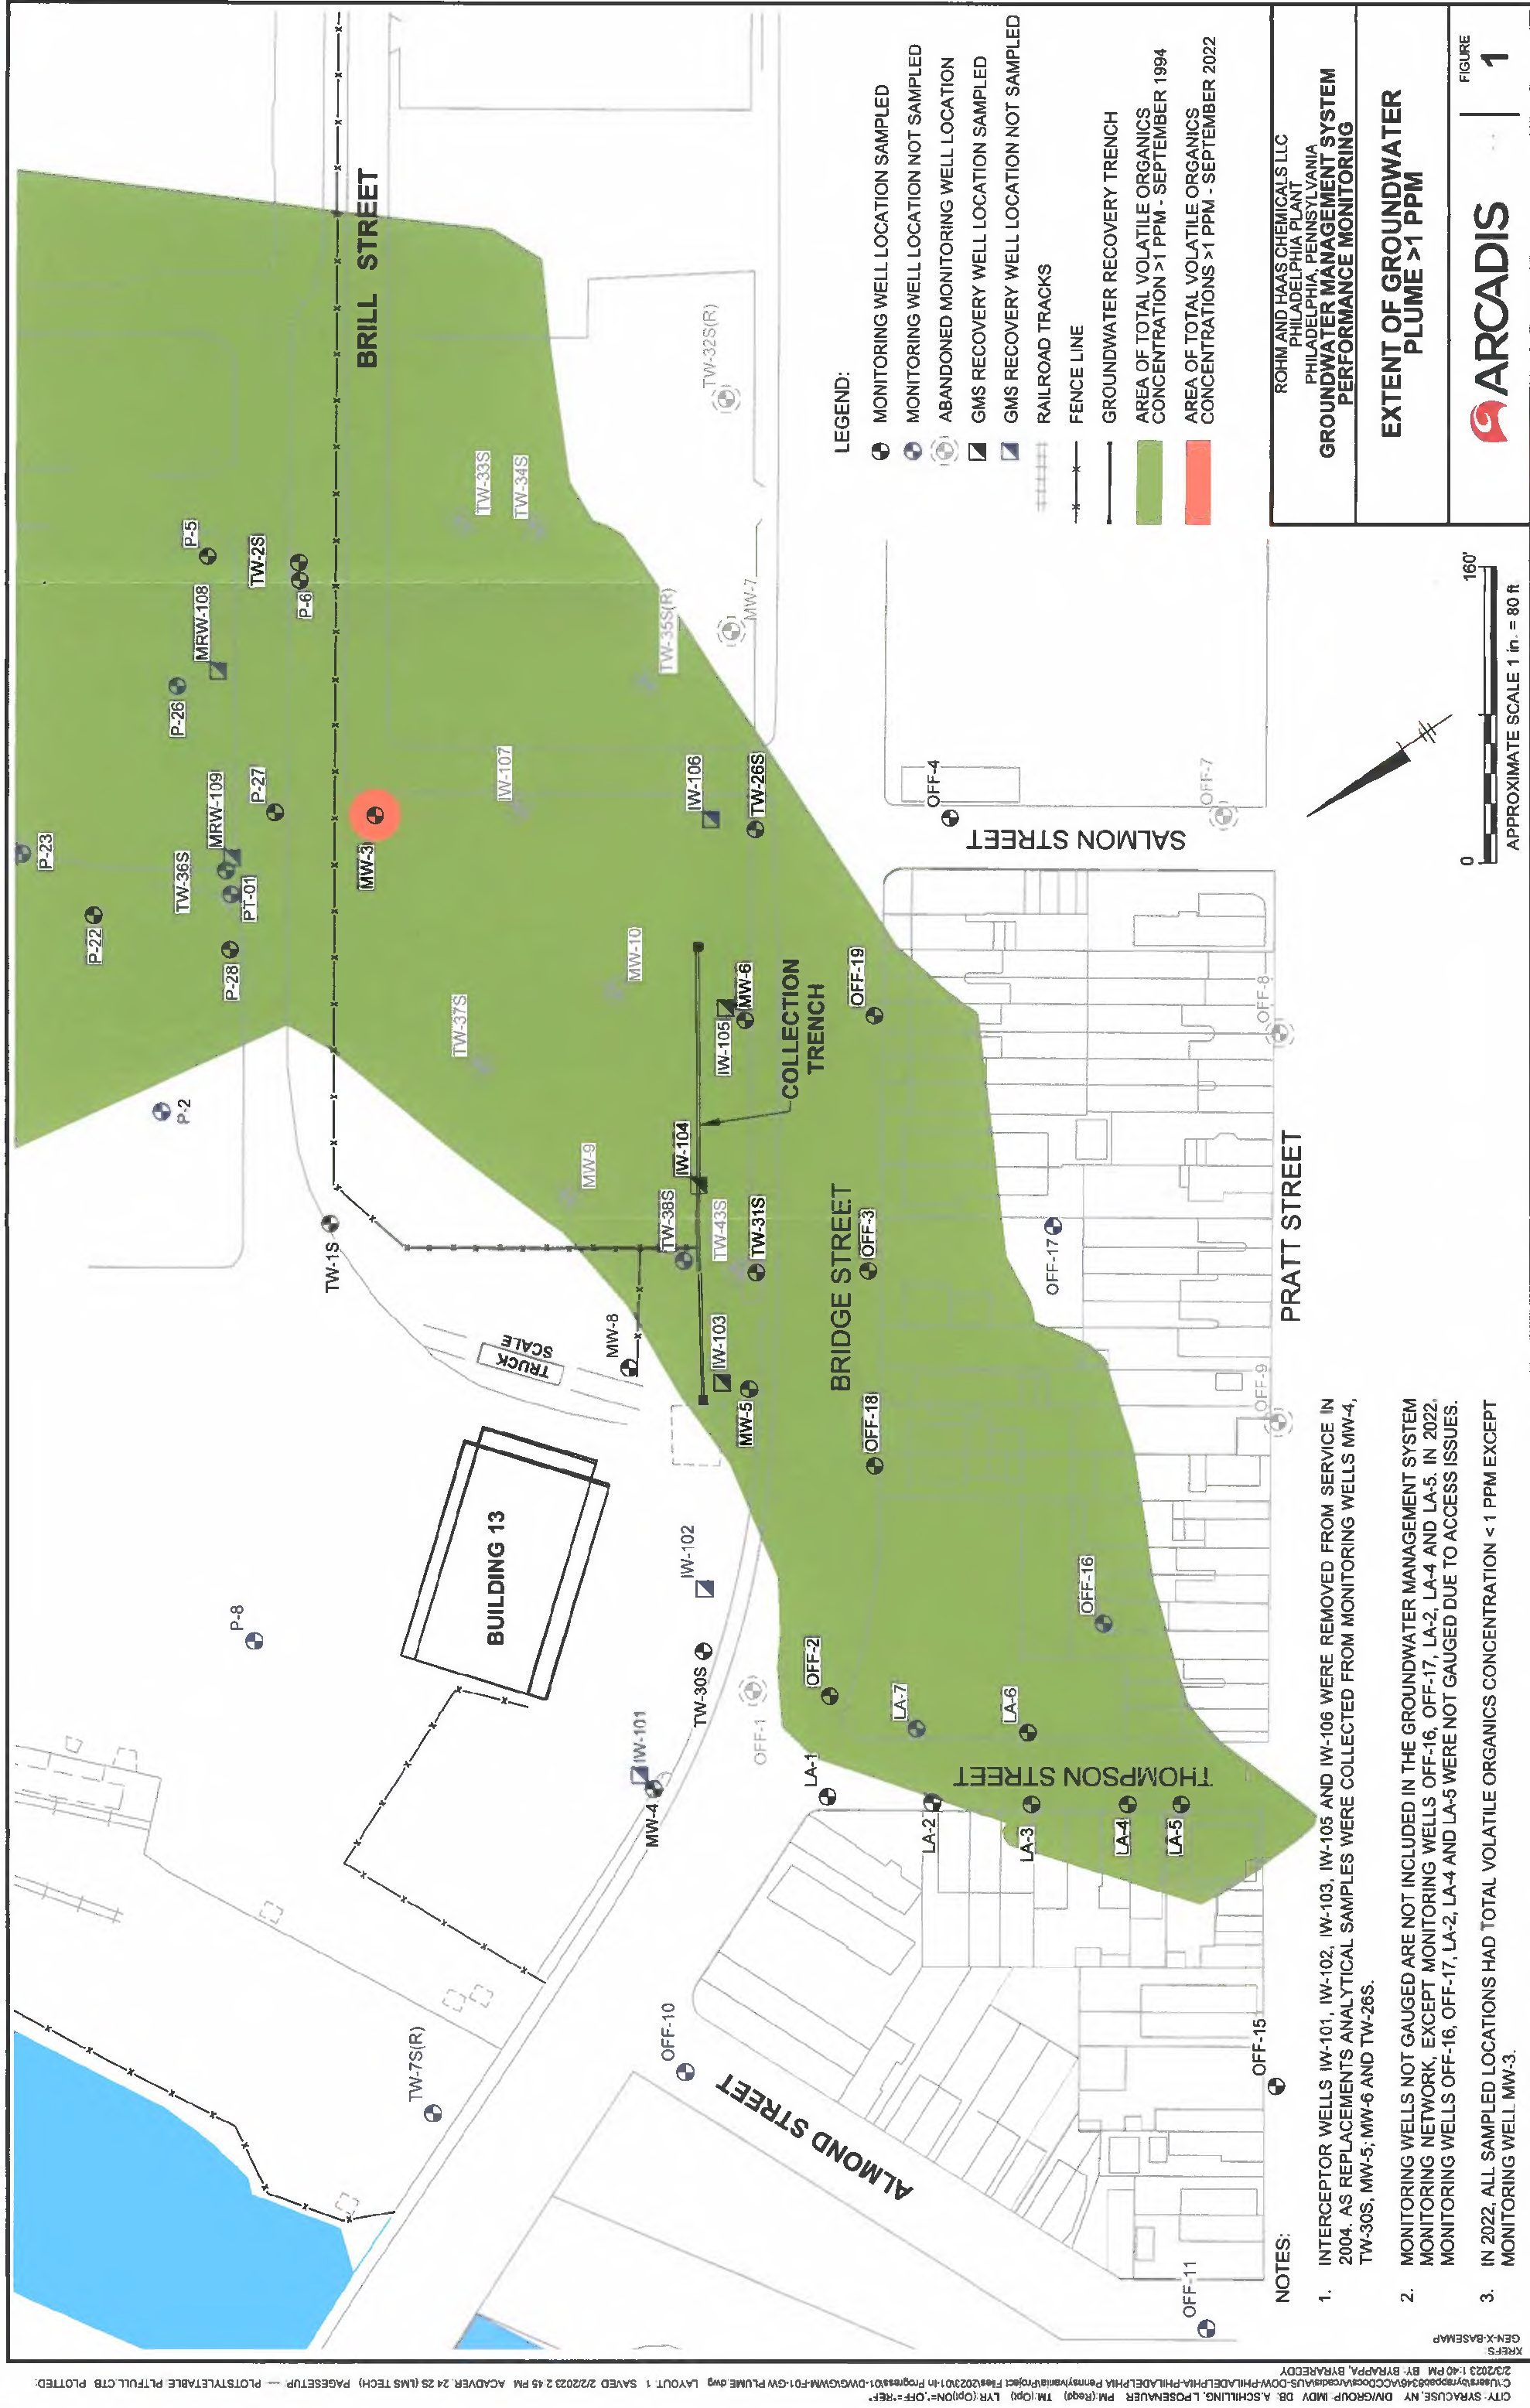 BRILL STREET
P-23
P-22
P-2
P-28
TW-36S
PT-01
MRW-109
P-27
P-26
MRW-108
P-5
TW-2S
P-6
MW-3
TW-33S
TW-34S
TW-32S(R)
TW-35S(R)
MW-7
IW-107
IW-106
TW-26S
MW-10
TW-37S
MW-9
IW-105
MW-6
COLLECTION
TRENCH
IW-104
TW-38S
TW-43S
TW-31S
IW-103
MW-5
MW-8
TW-1S
TRUCK
SCALE
BUILDING 13
P-8
IW-102
TW-30S
OFF-1
IW-101
MW-4
TW-7S(R)
OFF-10
ALMOND STREET
OFF-11
OFF-15
BRIDGE STREET
OFF-19
OFF-3
OFF-18
OFF-2
OFF-16
OFF-17
LA-7
LA-6
LA-1
LA-2
LA-3
LA-4
LA-5
THOMPSON STREET
PRATT STREET
OFF-9
OFF-8
OFF-7
OFF-4
SALMON STREET
LEGEND:
MONITORING WELL LOCATION SAMPLED
MONITORING WELL LOCATION NOT SAMPLED
ABANDONED MONITORING WELL LOCATION
GMS RECOVERY WELL LOCATION SAMPLED
GMS RECOVERY WELL LOCATION NOT SAMPLED
RAILROAD TRACKS
FENCE LINE
GROUNDWATER RECOVERY TRENCH
AREA OF TOTAL VOLATILE ORGANICS
CONCENTRATION >1 PPM - SEPTEMBER 1994
AREA OF TOTAL VOLATILE ORGANICS
CONCENTRATIONS >1 PPM - SEPTEMBER 2022
NOTES:
1. INTERCEPTOR WELLS IW-101, IW-102, IW-103, IW-105 AND IW-106 WERE REMOVED FROM SERVICE IN
2004. AS REPLACEMENTS ANALYTICAL SAMPLES WERE COLLECTED FROM MONITORING WELLS MW-4,
TW-30S, MW-5, MW-6 AND TW-26S.
2. MONITORING WELLS NOT GAUGED ARE NOT INCLUDED IN THE GROUNDWATER MANAGEMENT SYSTEM
MONITORING NETWORK, EXCEPT MONITORING WELLS OFF-16, OFF-17, LA-2, LA-4 AND LA-5. IN 2022,
MONITORING WELLS OFF-16, OFF-17, LA-2, LA-4 AND LA-5 WERE NOT GAUGED DUE TO ACCESS ISSUES.
3. IN 2022, ALL SAMPLED LOCATIONS HAD TOTAL VOLATILE ORGANICS CONCENTRATION < 1 PPM EXCEPT
MONITORING WELL MW-3.
0 160'
APPROXIMATE SCALE 1 in. = 80 ft.
ROHM AND HAAS CHEMICALS LLC
PHILADELPHIA PLANT
PHILADELPHIA, PENNSYLVANIA
GROUNDWATER MANAGEMENT SYSTEM
PERFORMANCE MONITORING
EXTENT OF GROUNDWATER
PLUME >1 PPM
ARCADIS
FIGURE
1
XREFS:
GEN-X-BASEMAP